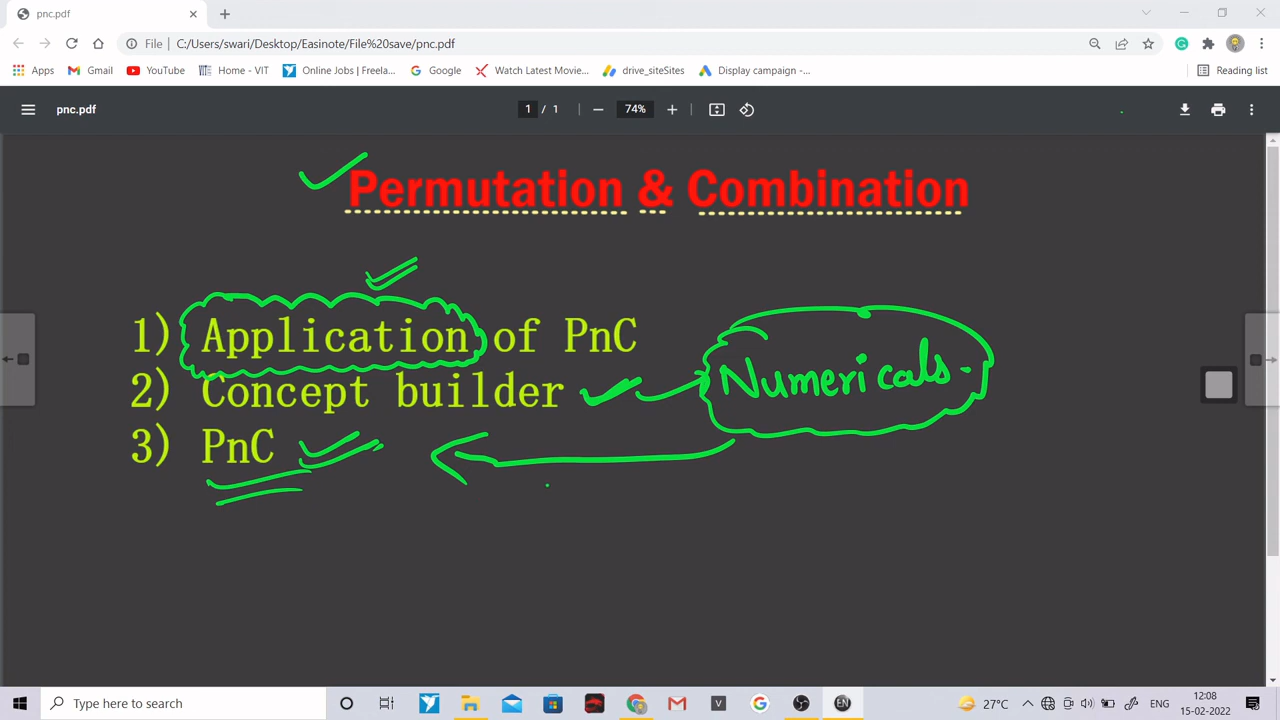 pnc.pdf
File | C:/Users/swari/Desktop/Easinote/File%20save/pnc.pdf
Apps Gmail YouTube Home - VIT Online Jobs | Freela... Google Watch Latest Movie... drive_siteSites Display campaign -... Reading list
pnc.pdf 1 / 1 74%
Permutation & Combination
1) Application of PnC
2) Concept builder
Numericals.
3) PnC
Type here to search V EN 27°C ENG 12:08
15-02-2022